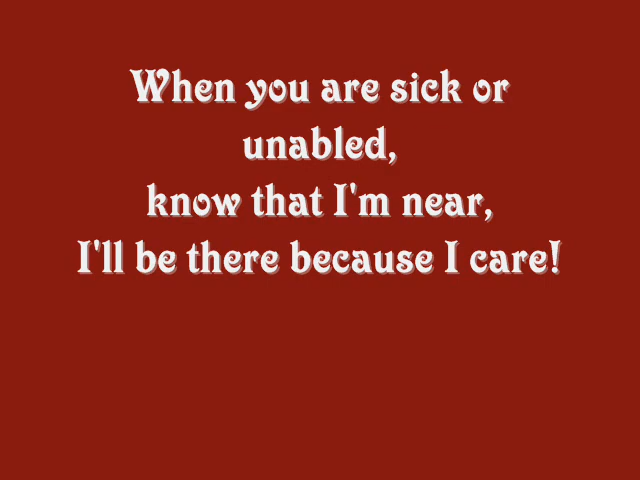 When you are sick or
unabled,
know that I'm near,
I'll be there because I care!